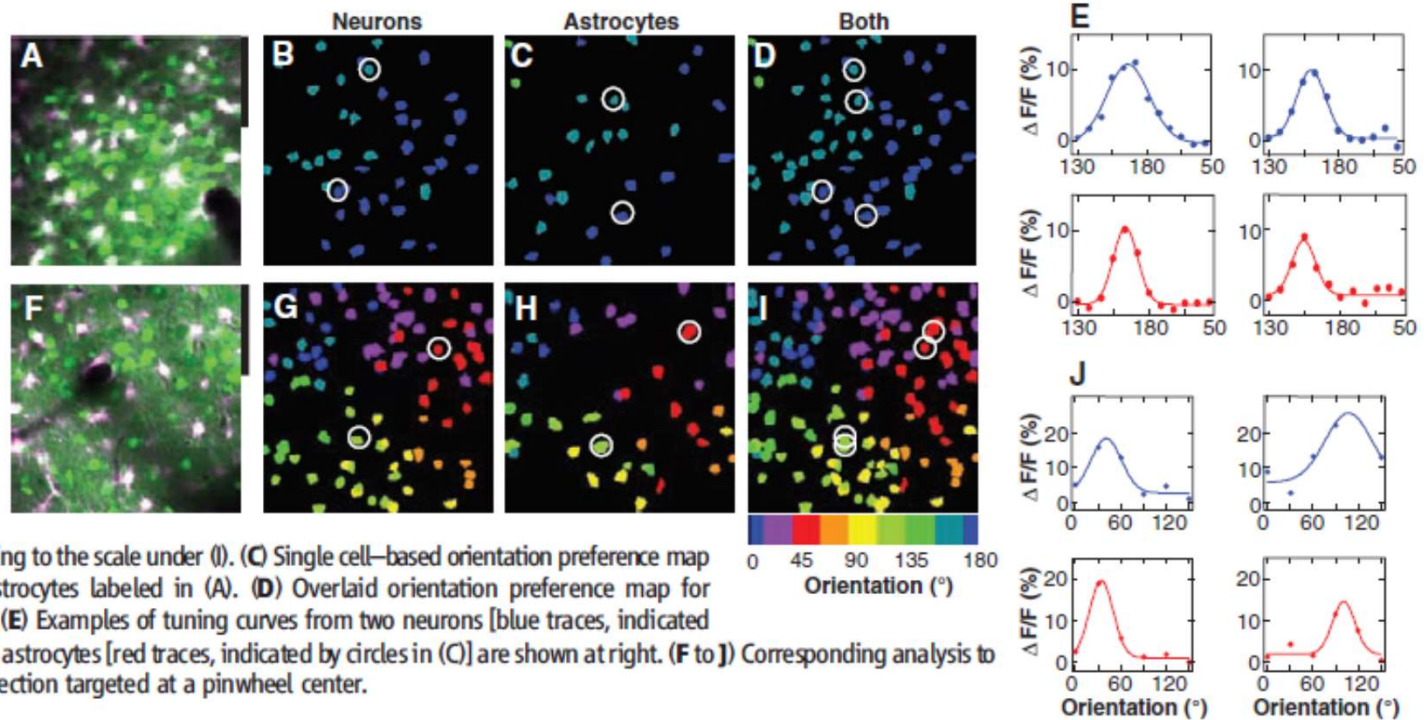 Neurons
Astrocytes
Both
A
B
C
D
E
Δ F/F (%)
10
0
130
180
50
10
0
130
180
50
Δ F/F (%)
10
0
130
180
50
10
0
130
180
50
F
G
H
I
0 45 90 135 180
Orientation (°)
J
Δ F/F (%)
20
10
0
0 60 120
20
10
0
0 60 120
Δ F/F (%)
20
10
0
0 60 120
Orientation (°)
20
10
0
0 60 120
Orientation (°)
ing to the scale under (I). (C) Single cell–based orientation preference map
strocytes labeled in (A). (D) Overlaid orientation preference map for
(E) Examples of tuning curves from two neurons [blue traces, indicated
astrocytes [red traces, indicated by circles in (C)] are shown at right. (F to J) Corresponding analysis to
ection targeted at a pinwheel center.